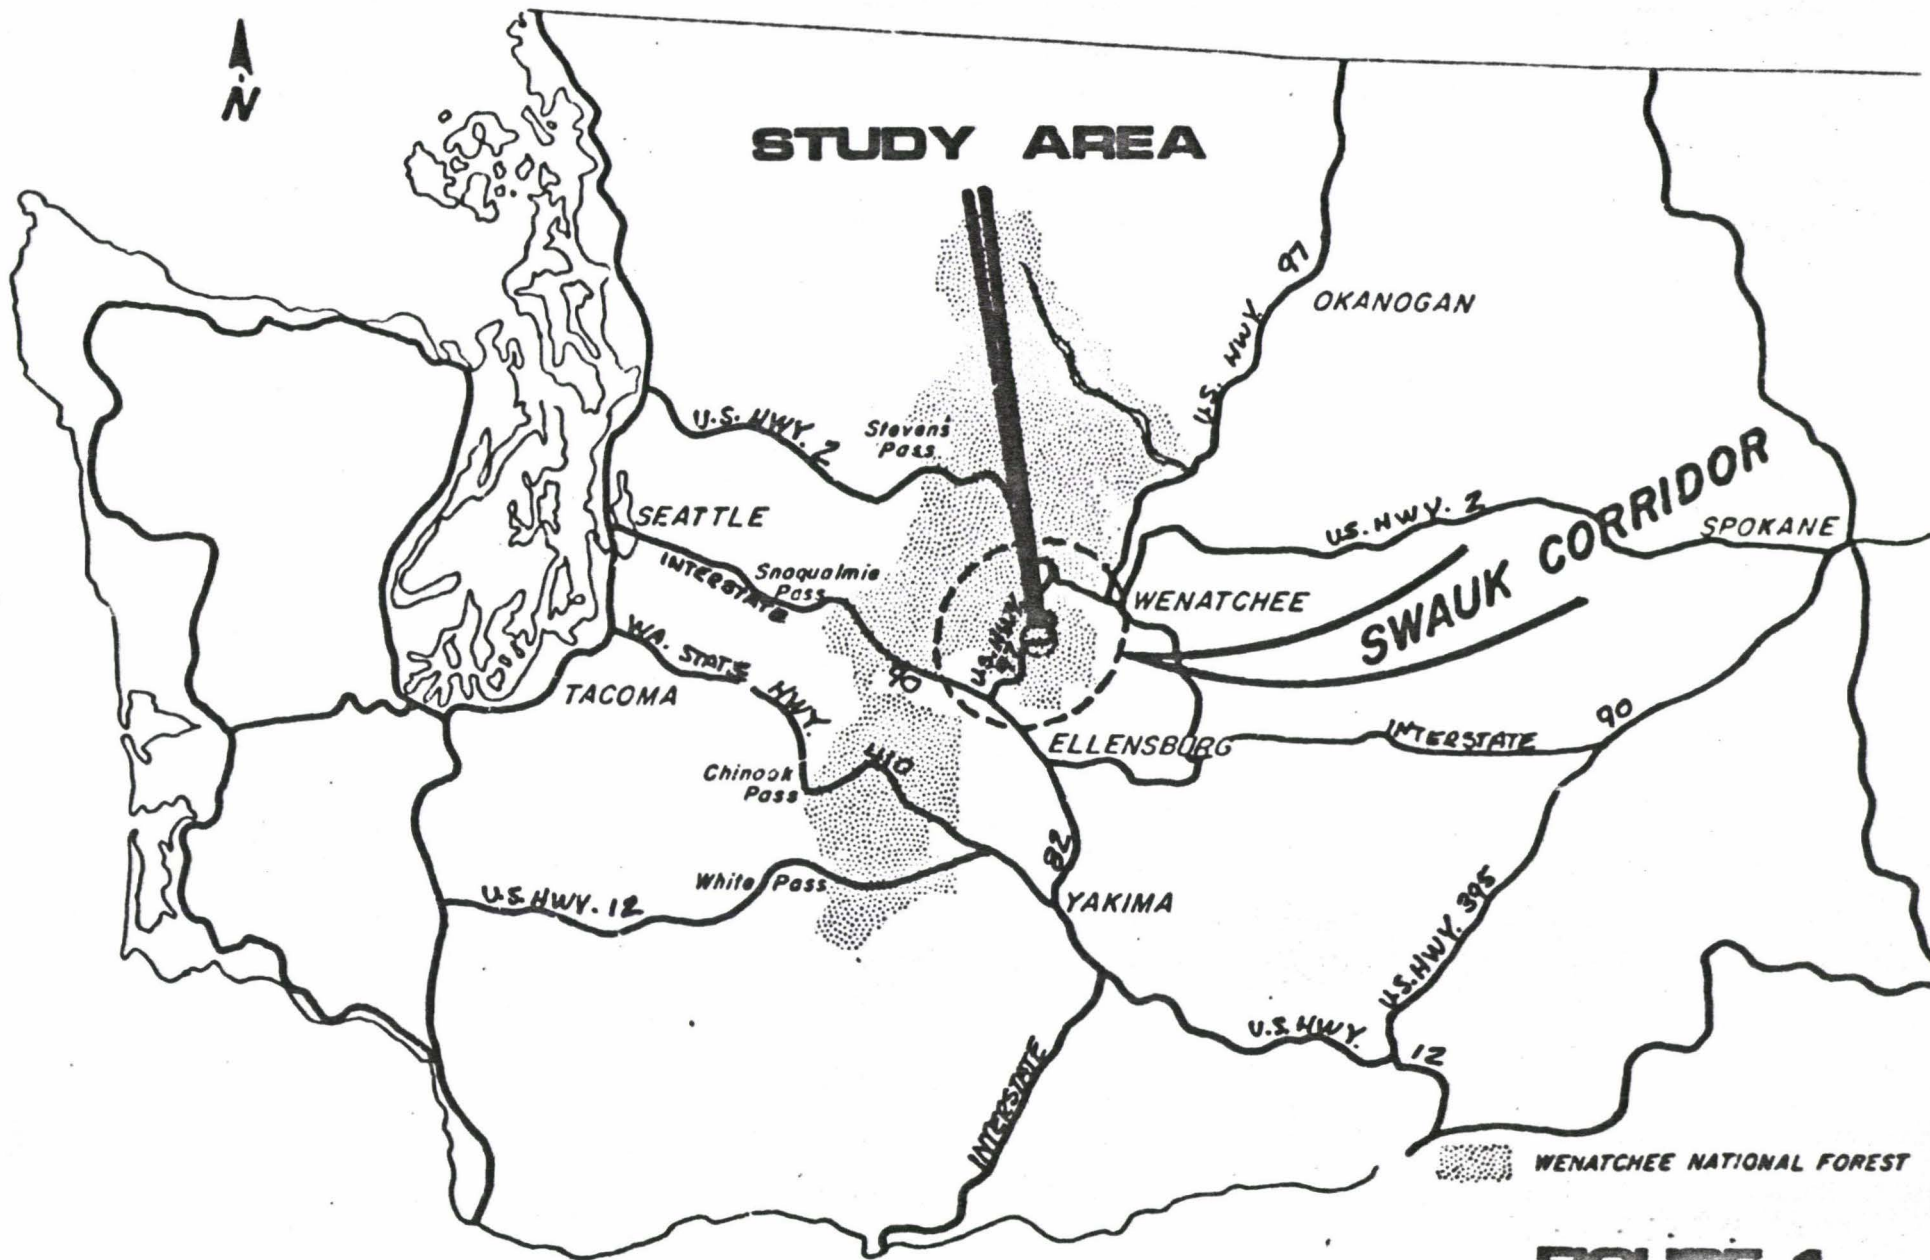 N
STUDY AREA
97
U.S. HWY.
OKANOGAN
U.S. HWY. 2
Stevens
Pass
SWAUK CORRIDOR
U.S. HWY. 2
SPOKANE
SEATTLE
INTERSTATE
Snoqualmie
Pass
WENATCHEE
U.S. HWY.
97
WA. STATE
HWY.
90
TACOMA
ELLENSBURG
INTERSTATE
90
410
Chinook
Pass
82
White Pass
U.S. HWY. 12
YAKIMA
U.S. HWY. 395
U.S. HWY.
12
INTERSTATE
WENATCHEE NATIONAL FOREST